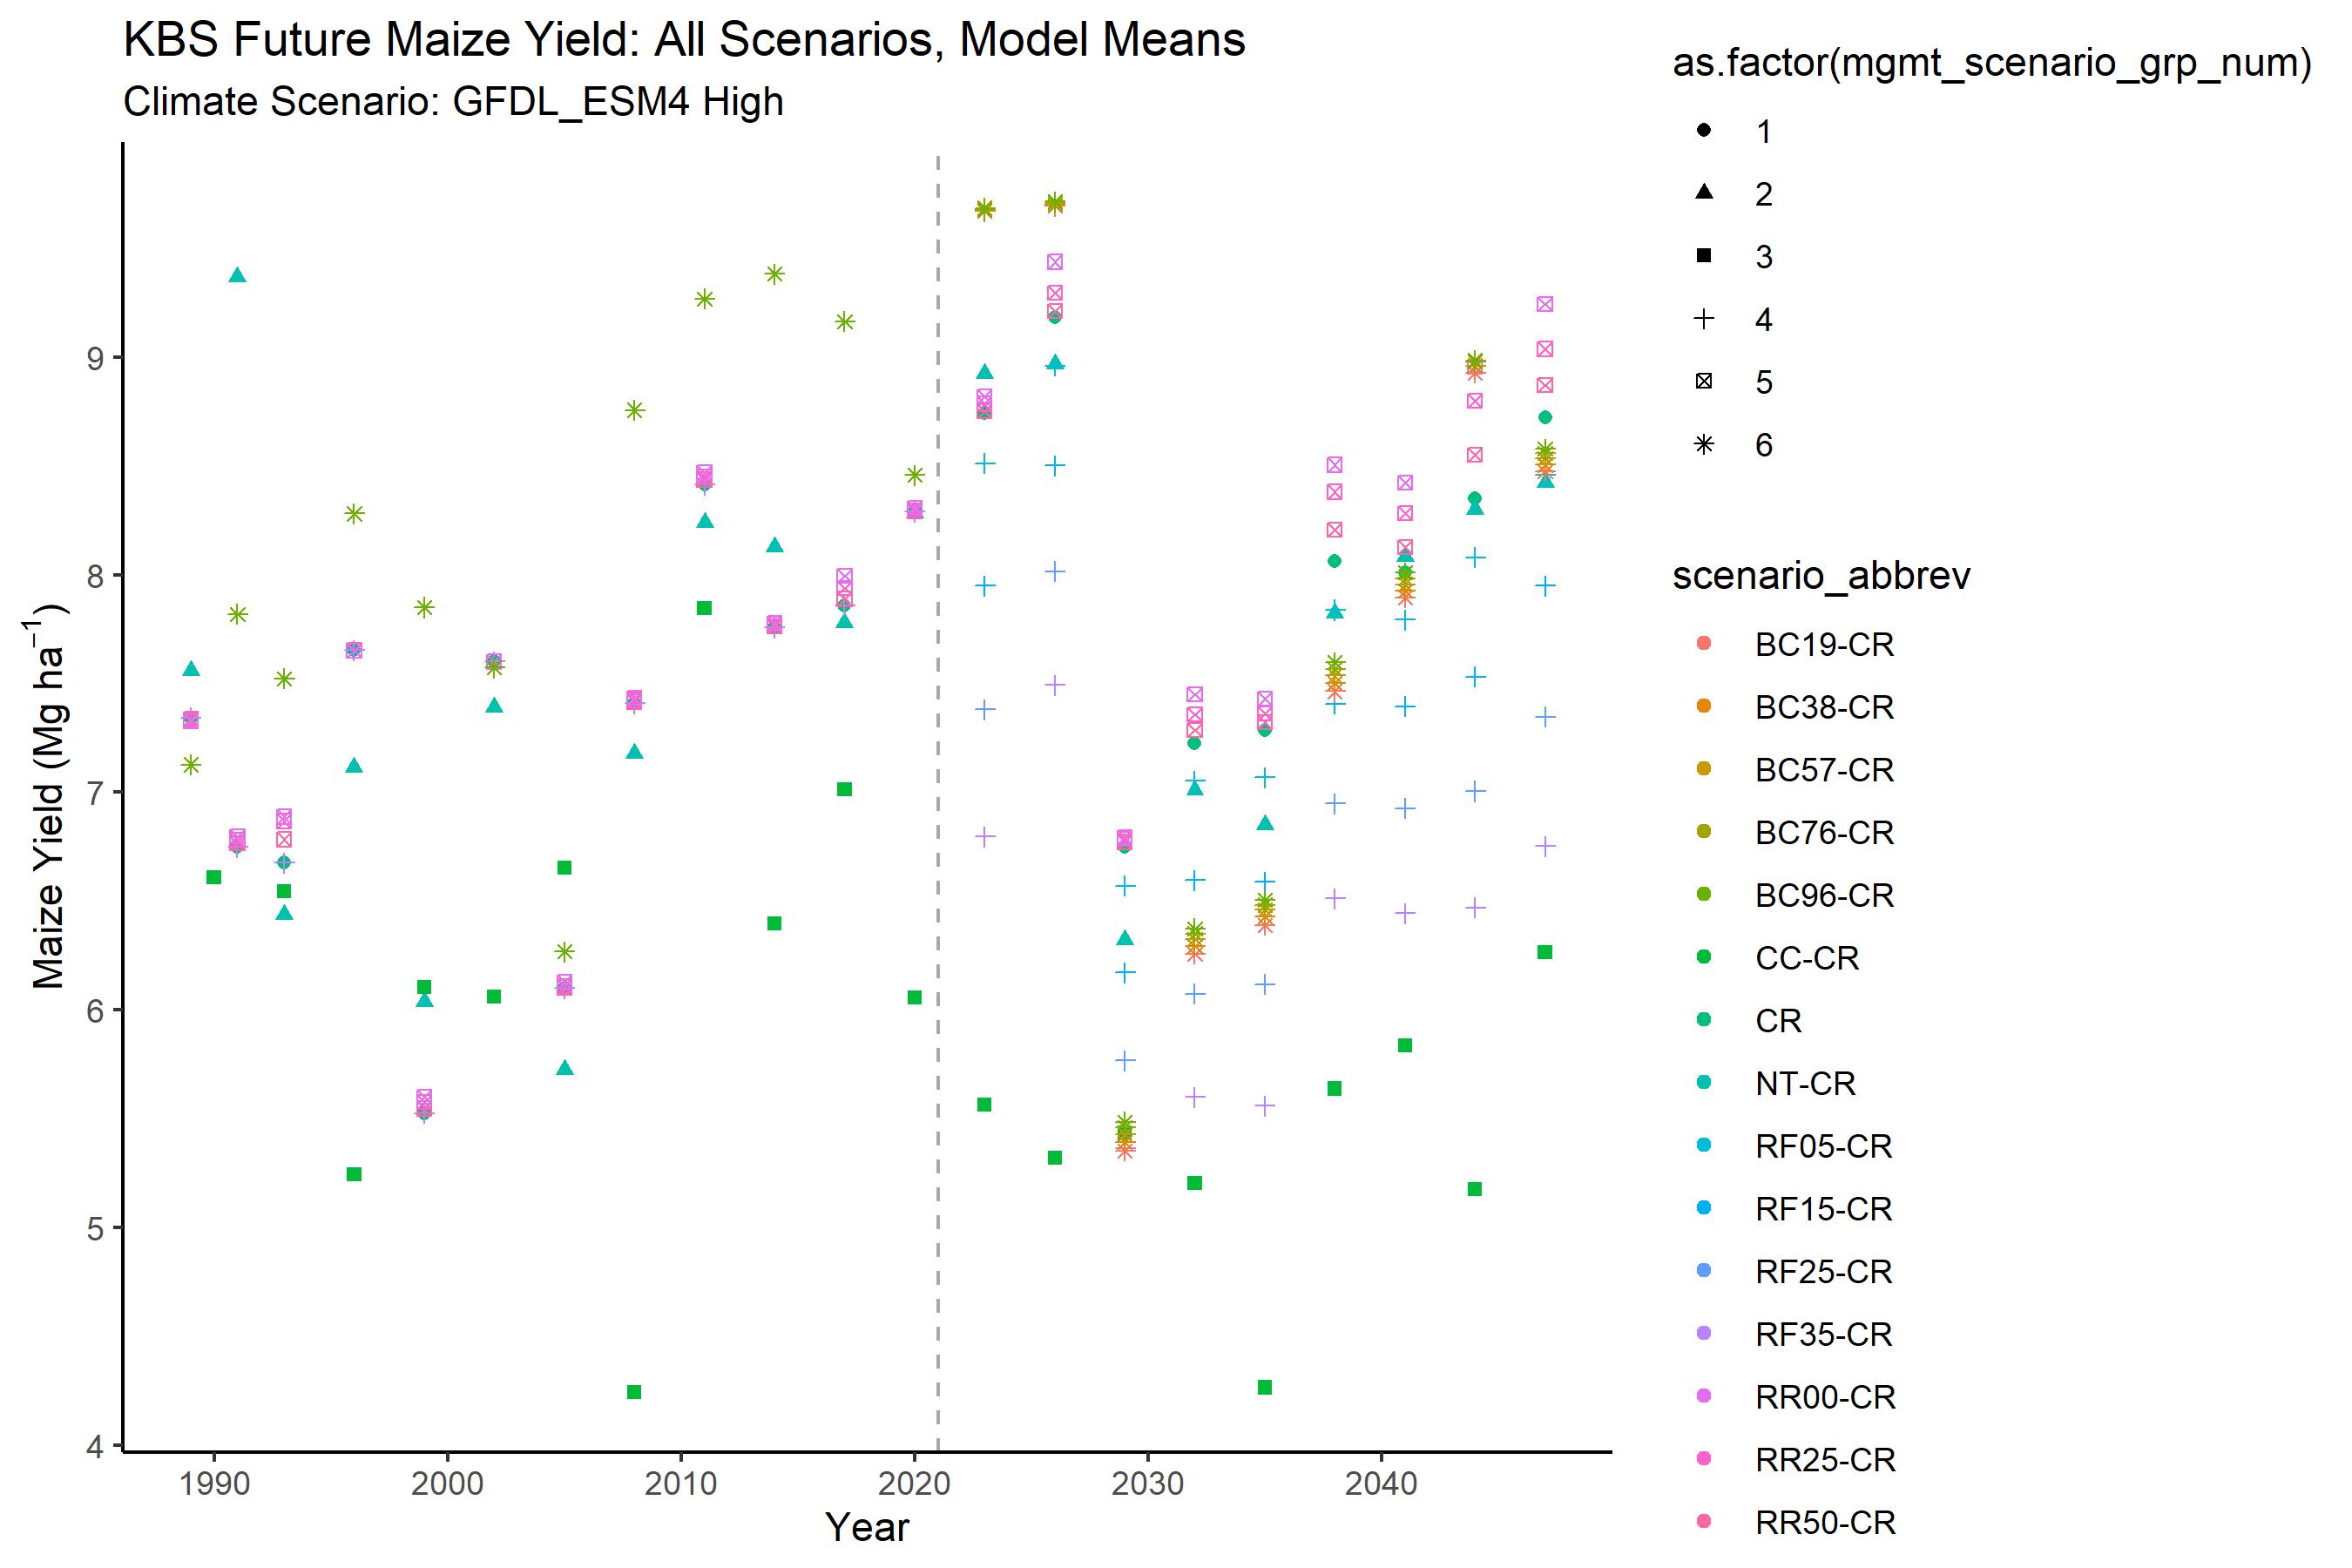 KBS Future Maize Yield: All Scenarios, Model Means
Climate Scenario: GFDL_ESM4 High
Maize Yield (Mg ha⁻¹)
9
8
7
6
5
4
1990
2000
2010
2020
2030
2040
Year
as.factor(mgmt_scenario_grp_num)
1
2
3
4
5
6
scenario_abbrev
BC19-CR
BC38-CR
BC57-CR
BC76-CR
BC96-CR
CC-CR
CR
NT-CR
RF05-CR
RF15-CR
RF25-CR
RF35-CR
RR00-CR
RR25-CR
RR50-CR